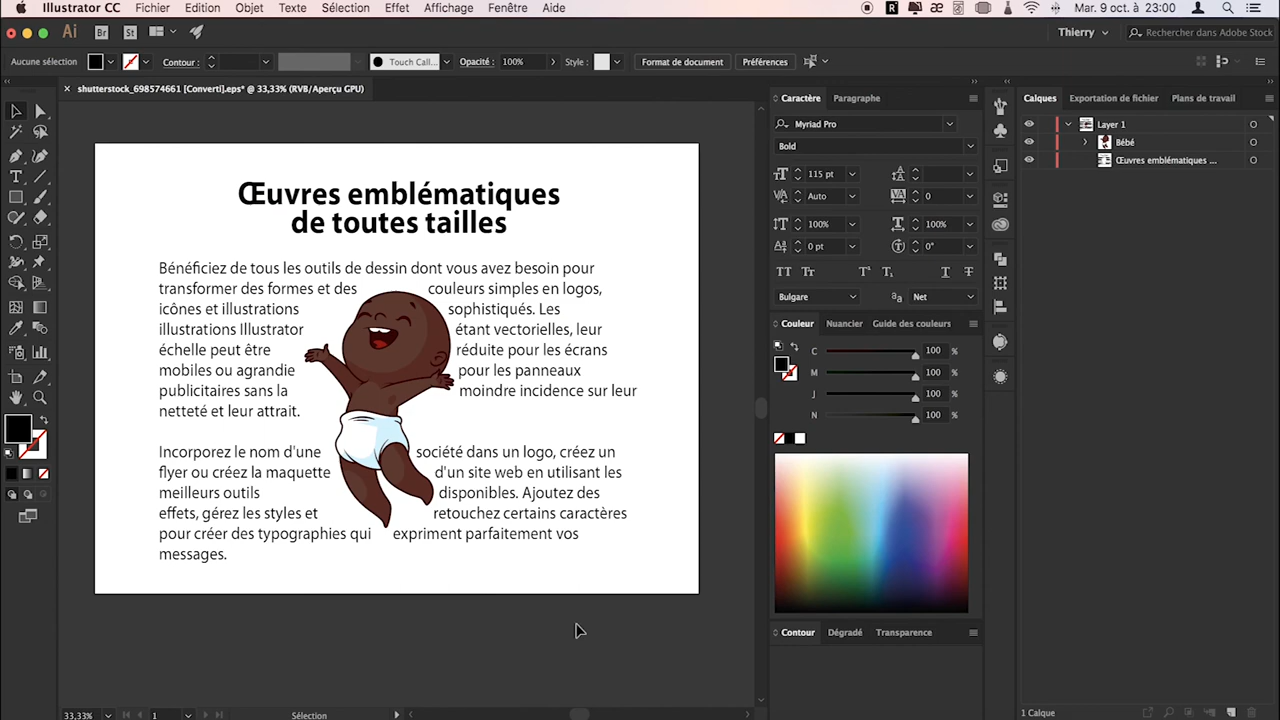 Illustrator CC Fichier Edition Objet Texte Sélection Effet Affichage Fenêtre Aide
Mar. 9 oct. à 23:00
Ai Br St
Thierry Rechercher dans Adobe Stock
Aucune sélection Contour : Touch Call... Opacité : 100% Style : Format de document Préférences
× shutterstock_698574661 [Converti].eps* @ 33,33% (RVB/Aperçu GPU)
Œuvres emblématiques
de toutes tailles
Bénéficiez de tous les outils de dessin dont vous avez besoin pour
transformer des formes et des couleurs simples en logos,
icônes et illustrations sophistiqués. Les
illustrations Illustrator étant vectorielles, leur
échelle peut être réduite pour les écrans
mobiles ou agrandie pour les panneaux
publicitaires sans la moindre incidence sur leur
netteté et leur attrait.
Incorporez le nom d'une société dans un logo, créez un
flyer ou créez la maquette d'un site web en utilisant les
meilleurs outils disponibles. Ajoutez des
effets, gérez les styles et retouchez certains caractères
pour créer des typographies qui expriment parfaitement vos
messages.
33,33% 1 Sélection
Caractère Paragraphe
Myriad Pro
Bold
115 pt
Auto 0
100% 100%
0 pt 0°
Bulgare Net
Couleur Nuancier Guide des couleurs
C 100 %
M 100 %
J 100 %
N 100 %
Contour Dégradé Transparence
Calques Exportation de fichier Plans de travail
Layer 1
Bébé
Œuvres emblématiques ...
1 Calque